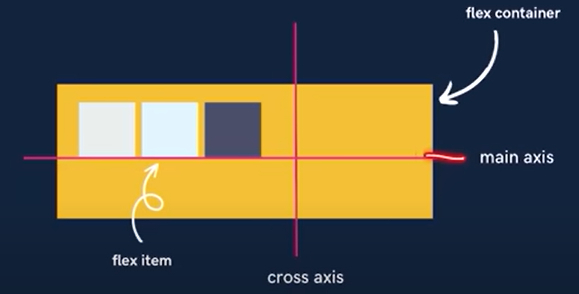 flex container
main axis
flex item
cross axis